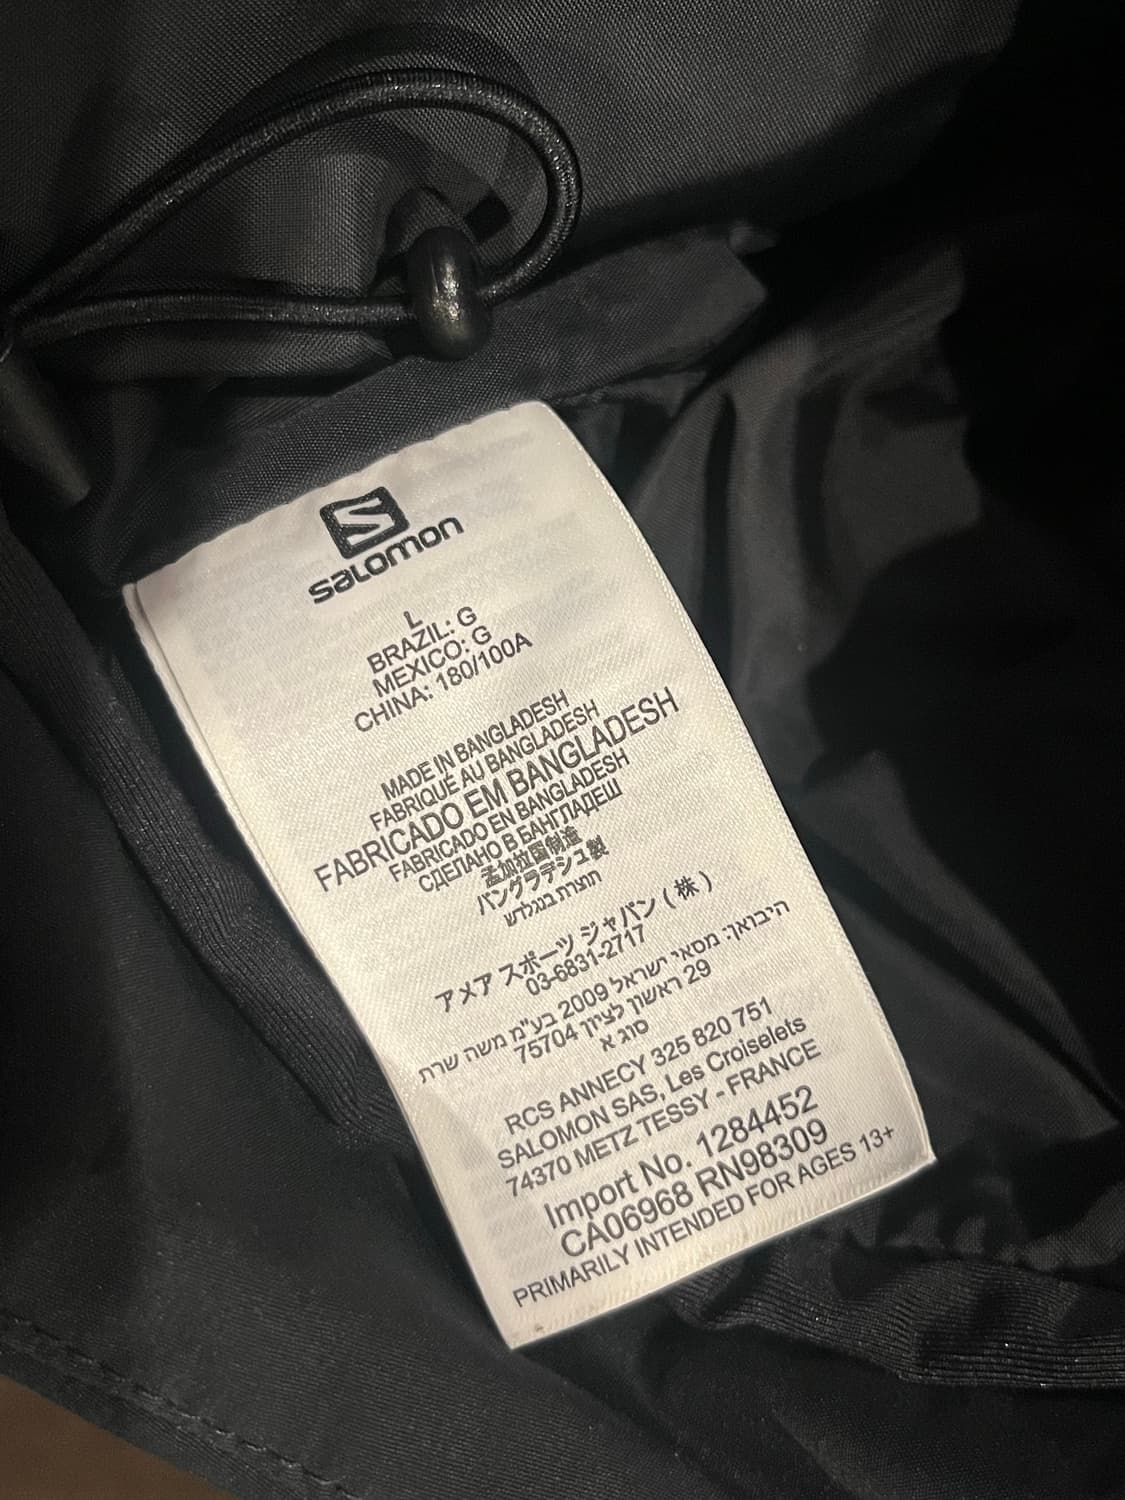 salomon
L
BRAZIL: G
MEXICO: G
CHINA: 180/100A
MADE IN BANGLADESH
FABRIQUÉ AU BANGLADESH
FABRICADO EM BANGLADESH
FABRICADO EN BANGLADESH
СДЕЛАНО В БАНГЛАДЕШ
孟加拉国制造
バングラデシュ製
תוצרת בנגלדש
アメア スポーツ ジャパン (株)
03-6831-2717
היבואן: מסאי ישראל 2009 בע"מ משה שרת
29 ראשון לציון 75704
סוג א
RCS ANNECY 325 820 751
SALOMON SAS, Les Croiselets
74370 METZ TESSY - FRANCE
Import No. 1284452
CA06968 RN98309
PRIMARILY INTENDED FOR AGES 13+